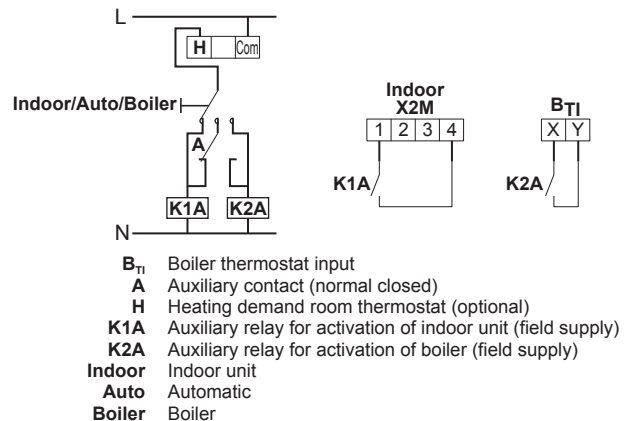 L
H Com
Indoor/Auto/Boiler
A
K1A K2A
N
Indoor
X2M
1 2 3 4
K1A
BTI
X Y
K2A
BTI Boiler thermostat input
A Auxiliary contact (normal closed)
H Heating demand room thermostat (optional)
K1A Auxiliary relay for activation of indoor unit (field supply)
K2A Auxiliary relay for activation of boiler (field supply)
Indoor Indoor unit
Auto Automatic
Boiler Boiler